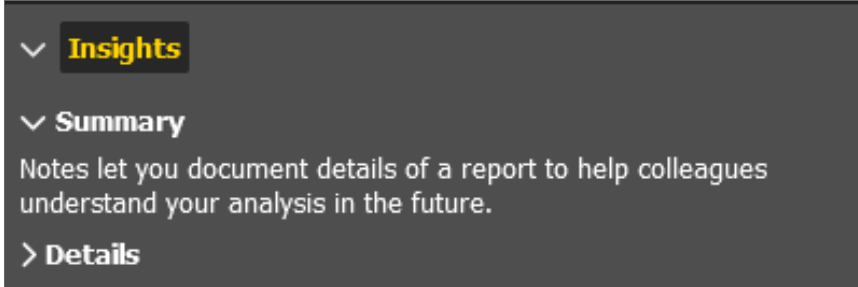 Insights
Summary
Notes let you document details of a report to help colleagues
understand your analysis in the future.
Details